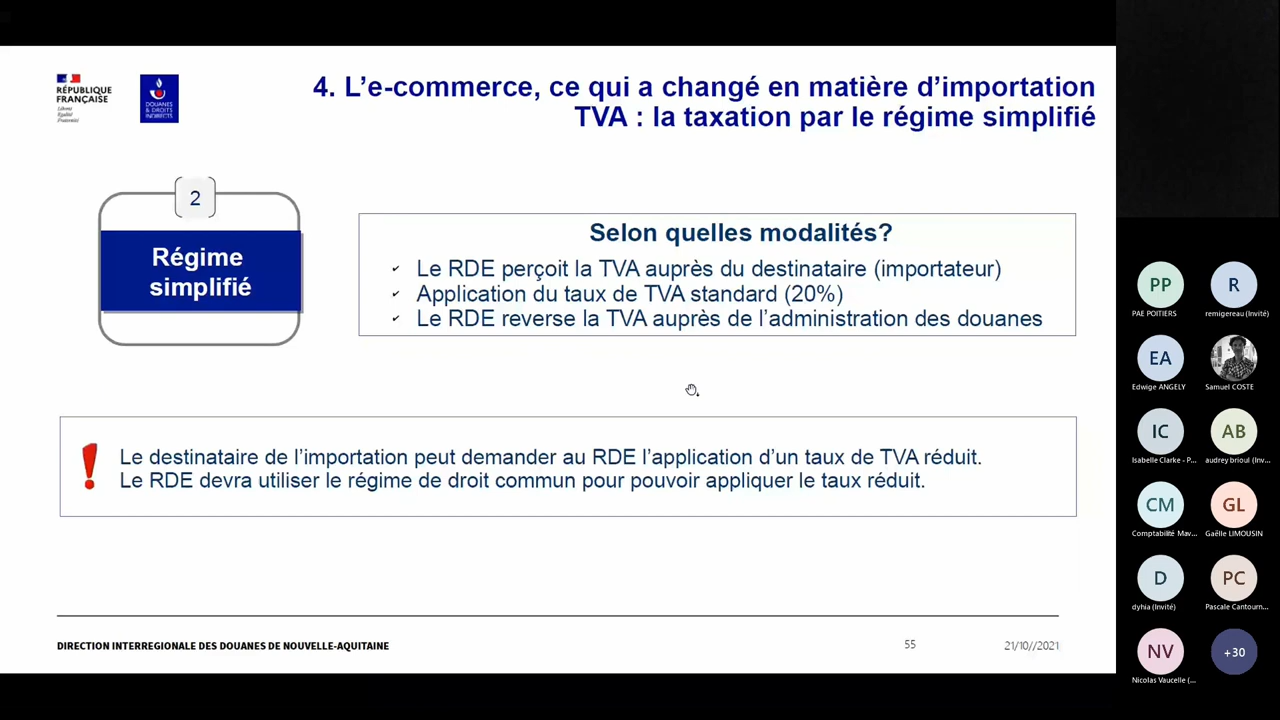 RÉPUBLIQUE
FRANÇAISE
Liberté
Égalité
Fraternité
DOUANES
& DROITS
INDIRECTS
4. L’e-commerce, ce qui a changé en matière d’importation
TVA : la taxation par le régime simplifié
2
Régime
simplifié
Selon quelles modalités?
✓ Le RDE perçoit la TVA auprès du destinataire (importateur)
✓ Application du taux de TVA standard (20%)
✓ Le RDE reverse la TVA auprès de l’administration des douanes
Le destinataire de l’importation peut demander au RDE l’application d’un taux de TVA réduit.
Le RDE devra utiliser le régime de droit commun pour pouvoir appliquer le taux réduit.
DIRECTION INTERREGIONALE DES DOUANES DE NOUVELLE-AQUITAINE
55
21/10//2021
PP
PAE POITIERS
R
remigereau (Invité)
EA
Edwige ANGELY
Samuel COSTE
IC
Isabelle Clarke - P...
AB
audrey brioul (Inv...
CM
Comptabilité Mav...
GL
Gaëlle LIMOUSIN
D
dyhia (Invité)
PC
Pascale Cantourn...
NV
Nicolas Vaucelle (...
+30